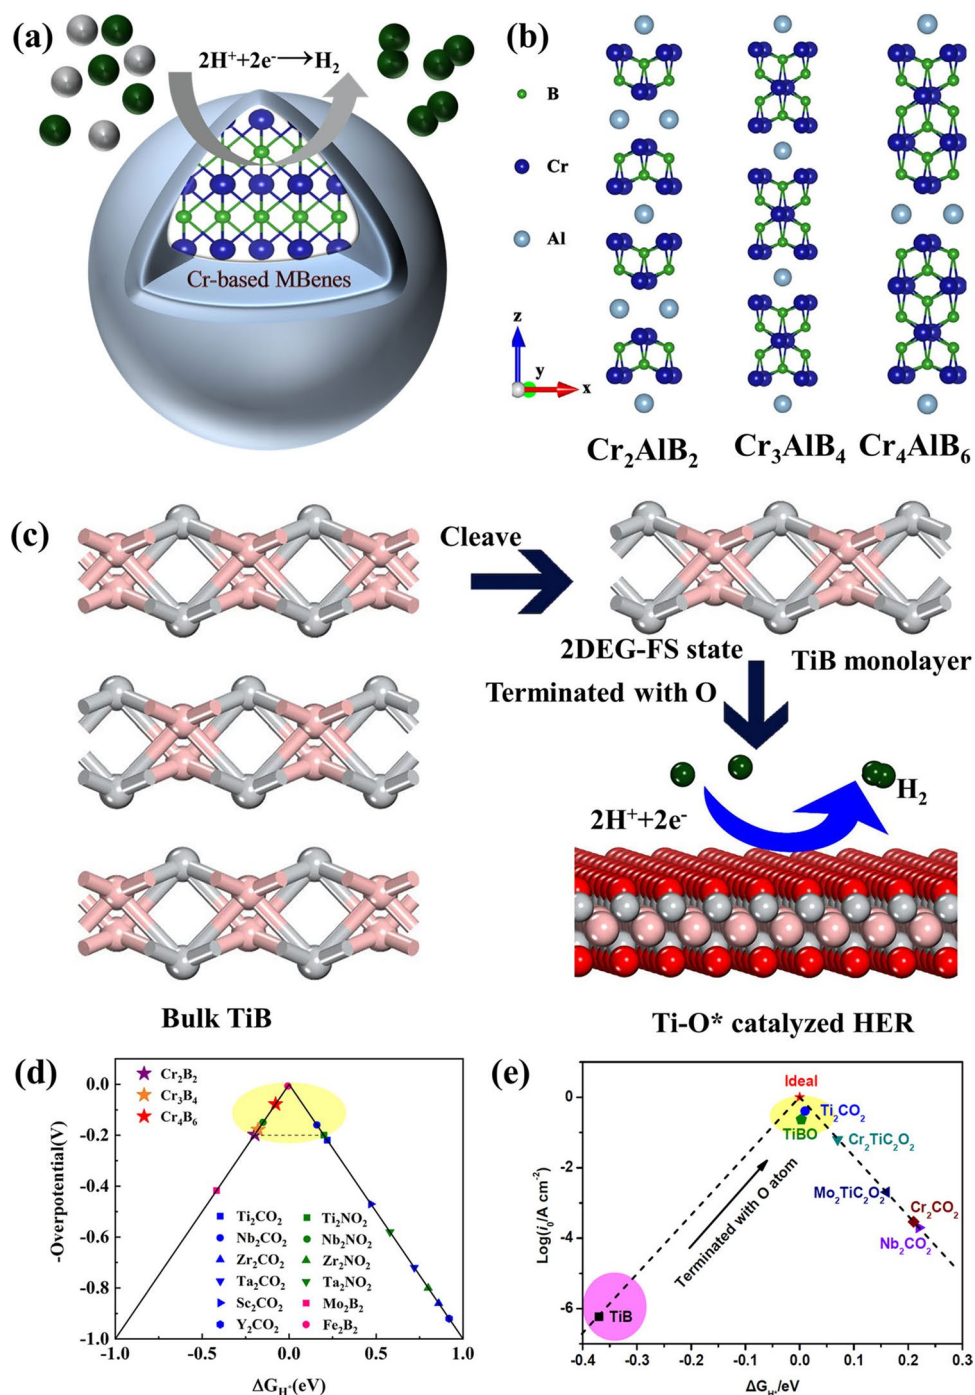 (a)
2H⁺+2e⁻→H₂
Cr-based MBenes
(b)
B
Cr
Al
z
y
x
Cr₂AlB₂
Cr₃AlB₄
Cr₄AlB₆
(c)
Cleave
2DEG-FS state
TiB monolayer
Terminated with O
H₂
2H⁺+2e⁻
Bulk TiB
Ti-O* catalyzed HER
(d)
Cr₂B₂
Cr₃B₄
Cr₄B₆
0.0
-0.2
-0.4
-0.6
-0.8
-1.0
-Overpotential(V)
Ti₂CO₂
Nb₂CO₂
Zr₂CO₂
Ta₂CO₂
Sc₂CO₂
Y₂CO₂
Ti₂NO₂
Nb₂NO₂
Zr₂NO₂
Ta₂NO₂
Mo₂B₂
Fe₂B₂
-1.0 -0.5 0.0 0.5 1.0
ΔG_H*(eV)
(e)
Ideal
Ti₂CO₂
TiBO
Cr₂TiC₂O₂
Mo₂TiC₂O₂
Cr₂CO₂
Nb₂CO₂
Terminated with O atom
TiB
0
-2
-4
-6
Log(i₀/A cm⁻²)
-0.4 -0.3 -0.2 -0.1 0.0 0.1 0.2 0.3
ΔG_H*/eV